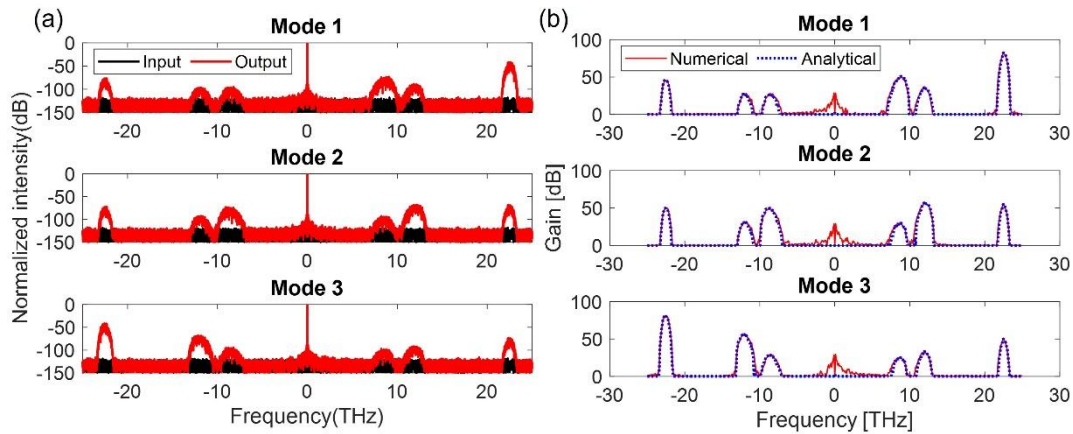 (a)
Mode 1
Input Output
0
-50
-100
-150
-20 -10 0 10 20
Mode 2
0
-50
-100
-150
-20 -10 0 10 20
Mode 3
0
-50
-100
-150
-20 -10 0 10 20
Normalized intensity(dB)
Frequency(THz)
(b)
Mode 1
Numerical Analytical
100
50
0
-30 -20 -10 0 10 20 30
Mode 2
100
50
0
-30 -20 -10 0 10 20 30
Mode 3
100
50
0
-30 -20 -10 0 10 20 30
Gain [dB]
Frequency [THz]